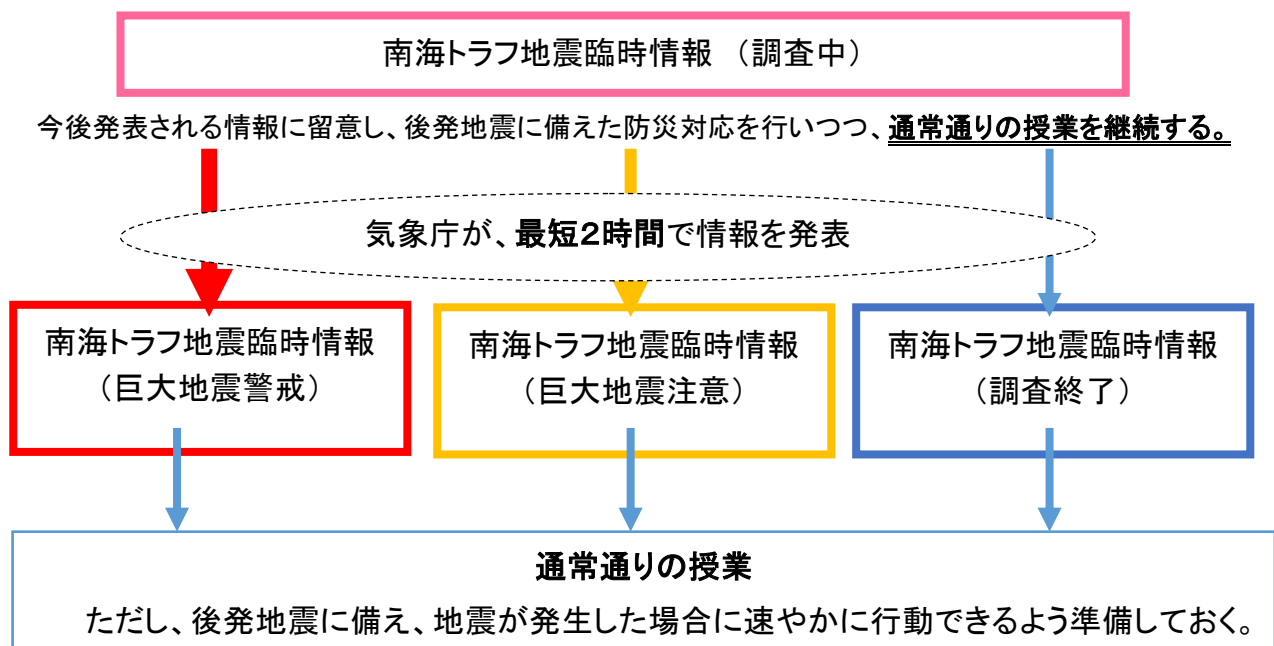 南海トラフ地震臨時情報 （調査中）
今後発表される情報に留意し、後発地震に備えた防災対応を行いつつ、通常通りの授業を継続する。
気象庁が、最短２時間で情報を発表
南海トラフ地震臨時情報
（巨大地震警戒）
南海トラフ地震臨時情報
（巨大地震注意）
南海トラフ地震臨時情報
（調査終了）
通常通りの授業
ただし、後発地震に備え、地震が発生した場合に速やかに行動できるよう準備しておく。